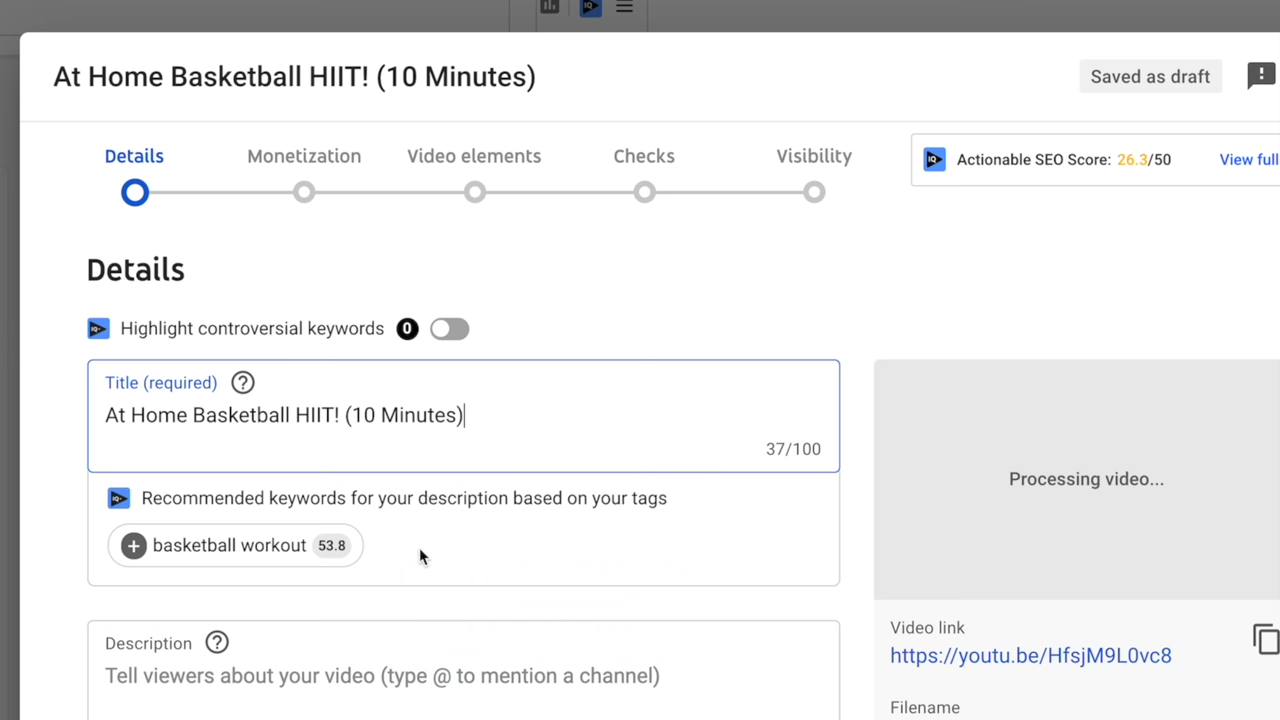 At Home Basketball HIIT! (10 Minutes)
Saved as draft
Details
Monetization
Video elements
Checks
Visibility
Actionable SEO Score: 26.3/50
View full
Details
Highlight controversial keywords 0
Title (required)
At Home Basketball HIIT! (10 Minutes)
37/100
Recommended keywords for your description based on your tags
basketball workout 53.8
Processing video...
Description
Tell viewers about your video (type @ to mention a channel)
Video link
https://youtu.be/HfsjM9L0vc8
Filename